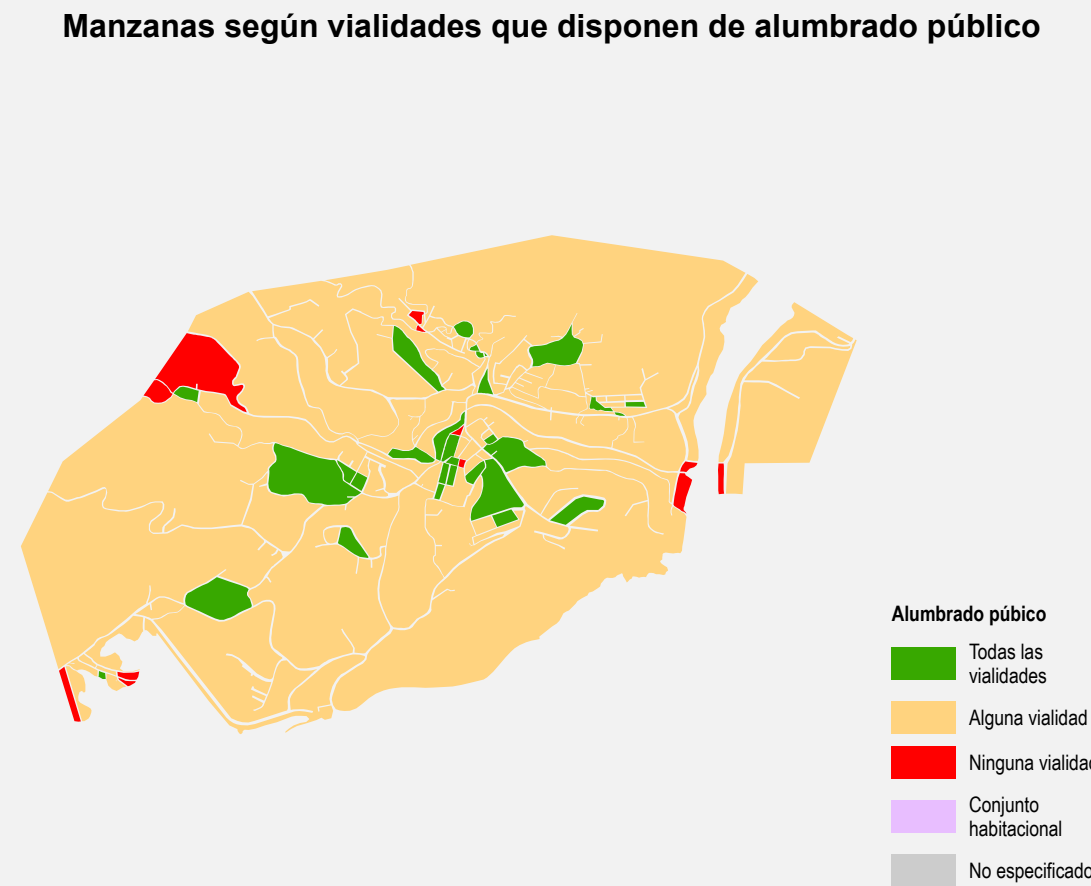 Manzanas según vialidades que disponen de alumbrado público
Alumbrado púbico
Todas las
vialidades
Alguna vialidad
Ninguna vialidad
Conjunto
habitacional
No especificado